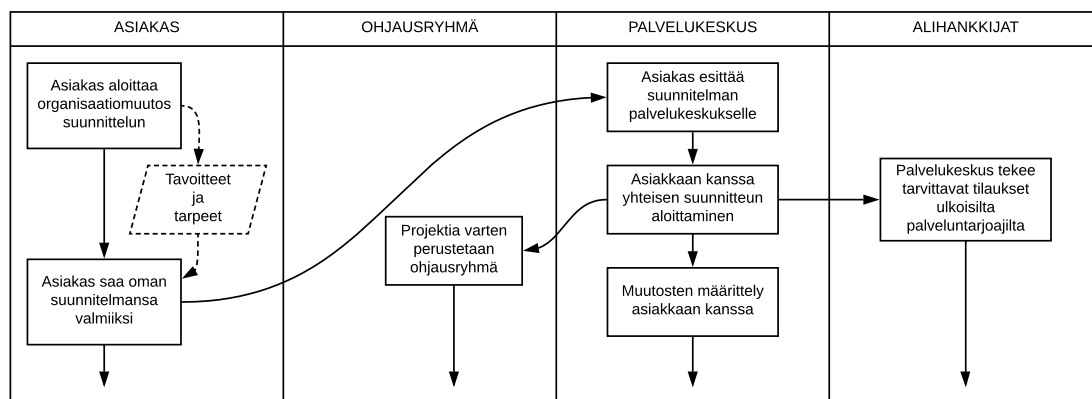 ASIAKAS
OHJAUSRYHMÄ
PALVELUKESKUS
ALIHANKKIJAT
Asiakas aloittaa
organisaatiomuutos
suunnittelun
Tavoitteet
ja
tarpeet
Asiakas saa oman
suunnitelmansa
valmiiksi
Projektia varten
perustetaan
ohjausryhmä
Asiakas esittää
suunnitelman
palvelukeskukselle
Asiakkaan kanssa
yhteisen suunnitteun
aloittaminen
Muutosten määrittely
asiakkaan kanssa
Palvelukeskus tekee
tarvittavat tilaukset
ulkoisilta
palveluntarjoajilta